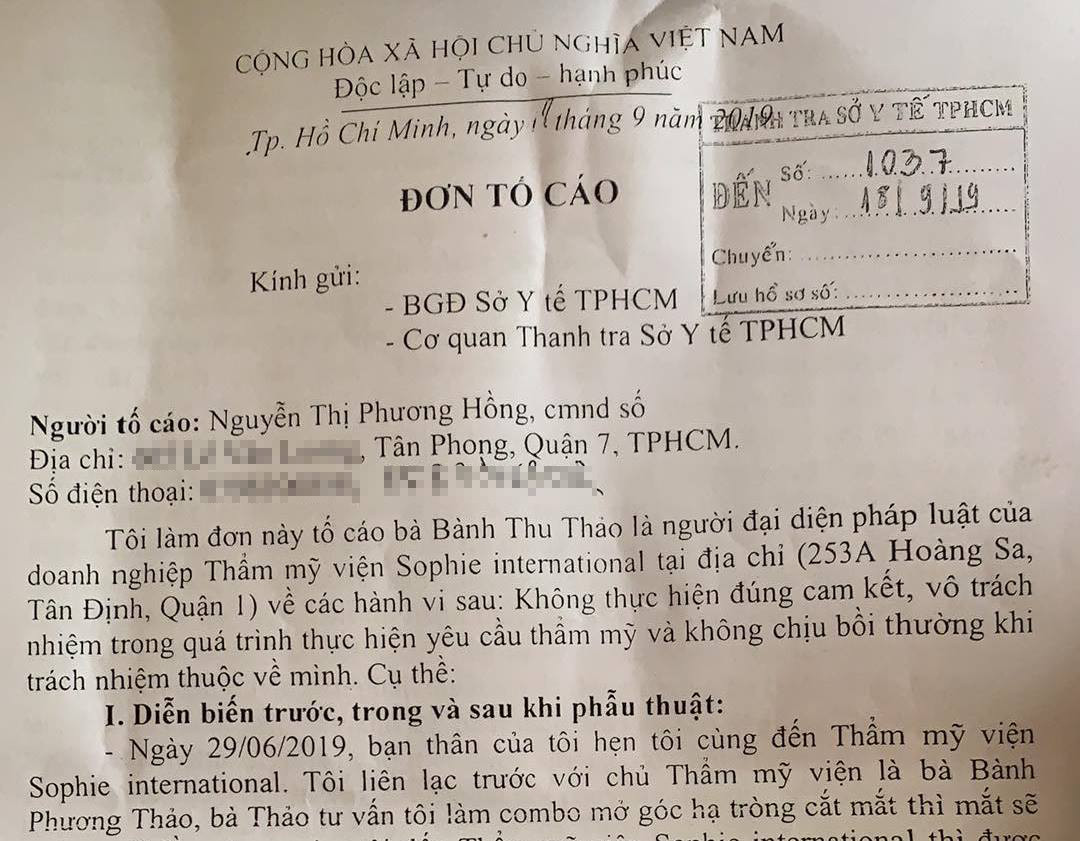 CỘNG HÒA XÃ HỘI CHỦ NGHĨA VIỆT NAM
Độc lập – Tự do – hạnh phúc
Tp. Hồ Chí Minh, ngày tháng 9 năm 2019
THANH TRA SỞ Y TẾ TPHCM
ĐẾN
Số: 1037
Ngày: 18/9/19
Chuyển:
Lưu hồ sơ số:
ĐƠN TỐ CÁO
Kính gửi:
- BGĐ Sở Y tế TPHCM
- Cơ quan Thanh tra Sở Y tế TPHCM
Người tố cáo: Nguyễn Thị Phương Hồng, cmnd số
Địa chỉ: , Tân Phong, Quận 7, TPHCM.
Số điện thoại:
Tôi làm đơn này tố cáo bà Bành Thu Thảo là người đại diện pháp luật của
doanh nghiệp Thẩm mỹ viện Sophie international tại địa chỉ (253A Hoàng Sa,
Tân Định, Quận 1) về các hành vi sau: Không thực hiện đúng cam kết, vô trách
nhiệm trong quá trình thực hiện yêu cầu thẩm mỹ và không chịu bồi thường khi
trách nhiệm thuộc về mình. Cụ thể:
I. Diễn biến trước, trong và sau khi phẫu thuật:
- Ngày 29/06/2019, bạn thân của tôi hẹn tôi cùng đến Thẩm mỹ viện
Sophie international. Tôi liên lạc trước với chủ Thẩm mỹ viện là bà Bành
Phương Thảo, bà Thảo tư vấn tôi làm combo mở góc hạ tròng cắt mắt thì mắt sẽ
international thì được